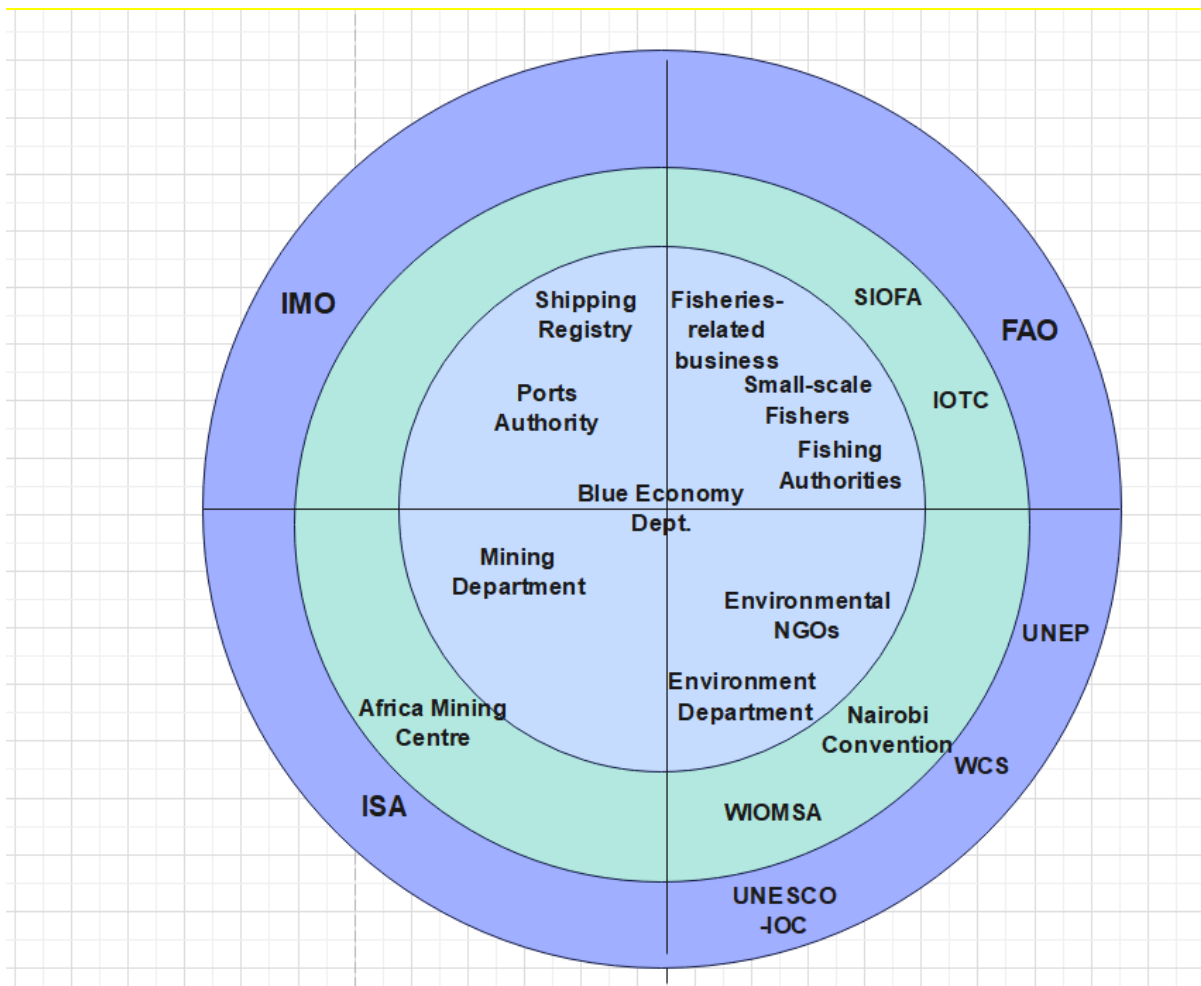 IMO
Shipping
Registry
Ports
Authority
Fisheries-
related
business
Small-scale
Fishers
Fishing
Authorities
SIOFA
IOTC
FAO
Blue Economy
Dept.
Mining
Department
Africa Mining
Centre
ISA
Environmental
NGOs
Environment
Department
Nairobi
Convention
WIOMSA
UNEP
WCS
UNESCO
-IOC